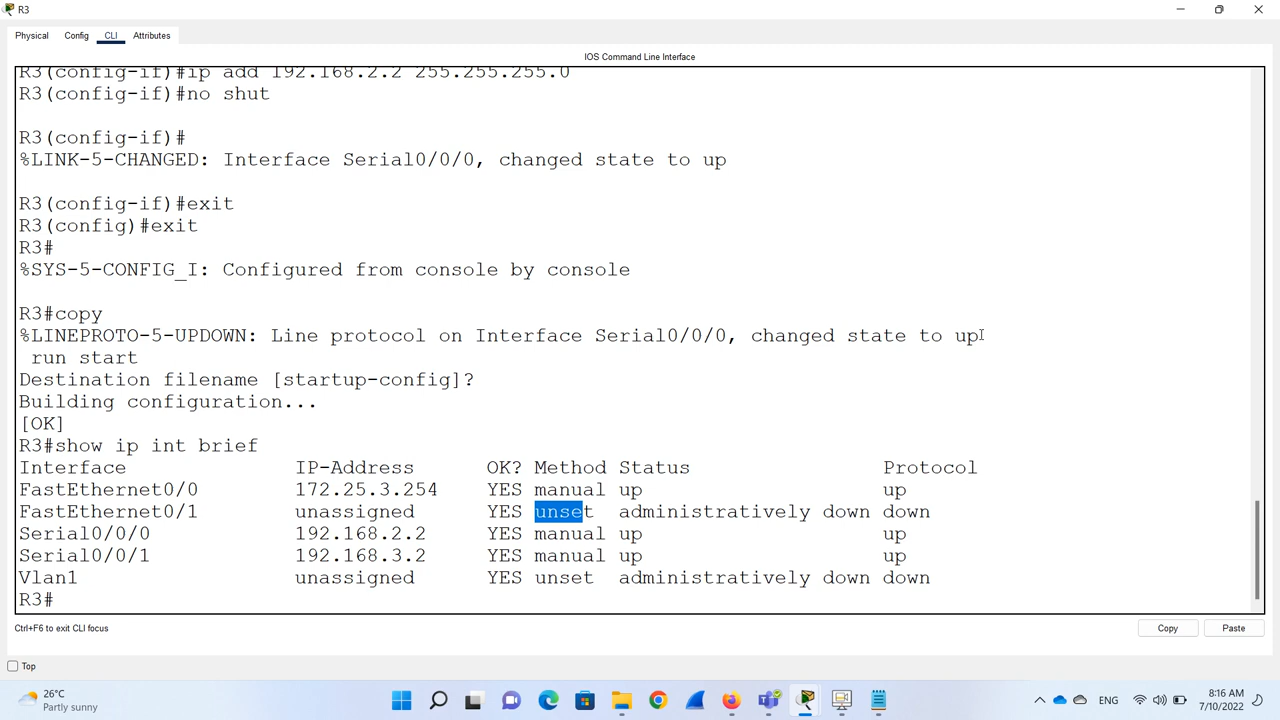 R3
Physical Config CLI Attributes
IOS Command Line Interface
R3(config-if)#ip add 192.168.2.2 255.255.255.0
R3(config-if)#no shut
R3(config-if)#
%LINK-5-CHANGED: Interface Serial0/0/0, changed state to up
R3(config-if)#exit
R3(config)#exit
R3#
%SYS-5-CONFIG_I: Configured from console by console
R3#copy
%LINEPROTO-5-UPDOWN: Line protocol on Interface Serial0/0/0, changed state to up
run start
Destination filename [startup-config]?
Building configuration...
[OK]
R3#show ip int brief
Interface IP-Address OK? Method Status Protocol
FastEthernet0/0 172.25.3.254 YES manual up up
FastEthernet0/1 unassigned YES unset administratively down down
Serial0/0/0 192.168.2.2 YES manual up up
Serial0/0/1 192.168.3.2 YES manual up up
Vlan1 unassigned YES unset administratively down down
R3#
Ctrl+F6 to exit CLI focus
Copy Paste
Top
26°C
Partly sunny
ENG
8:16 AM
7/10/2022